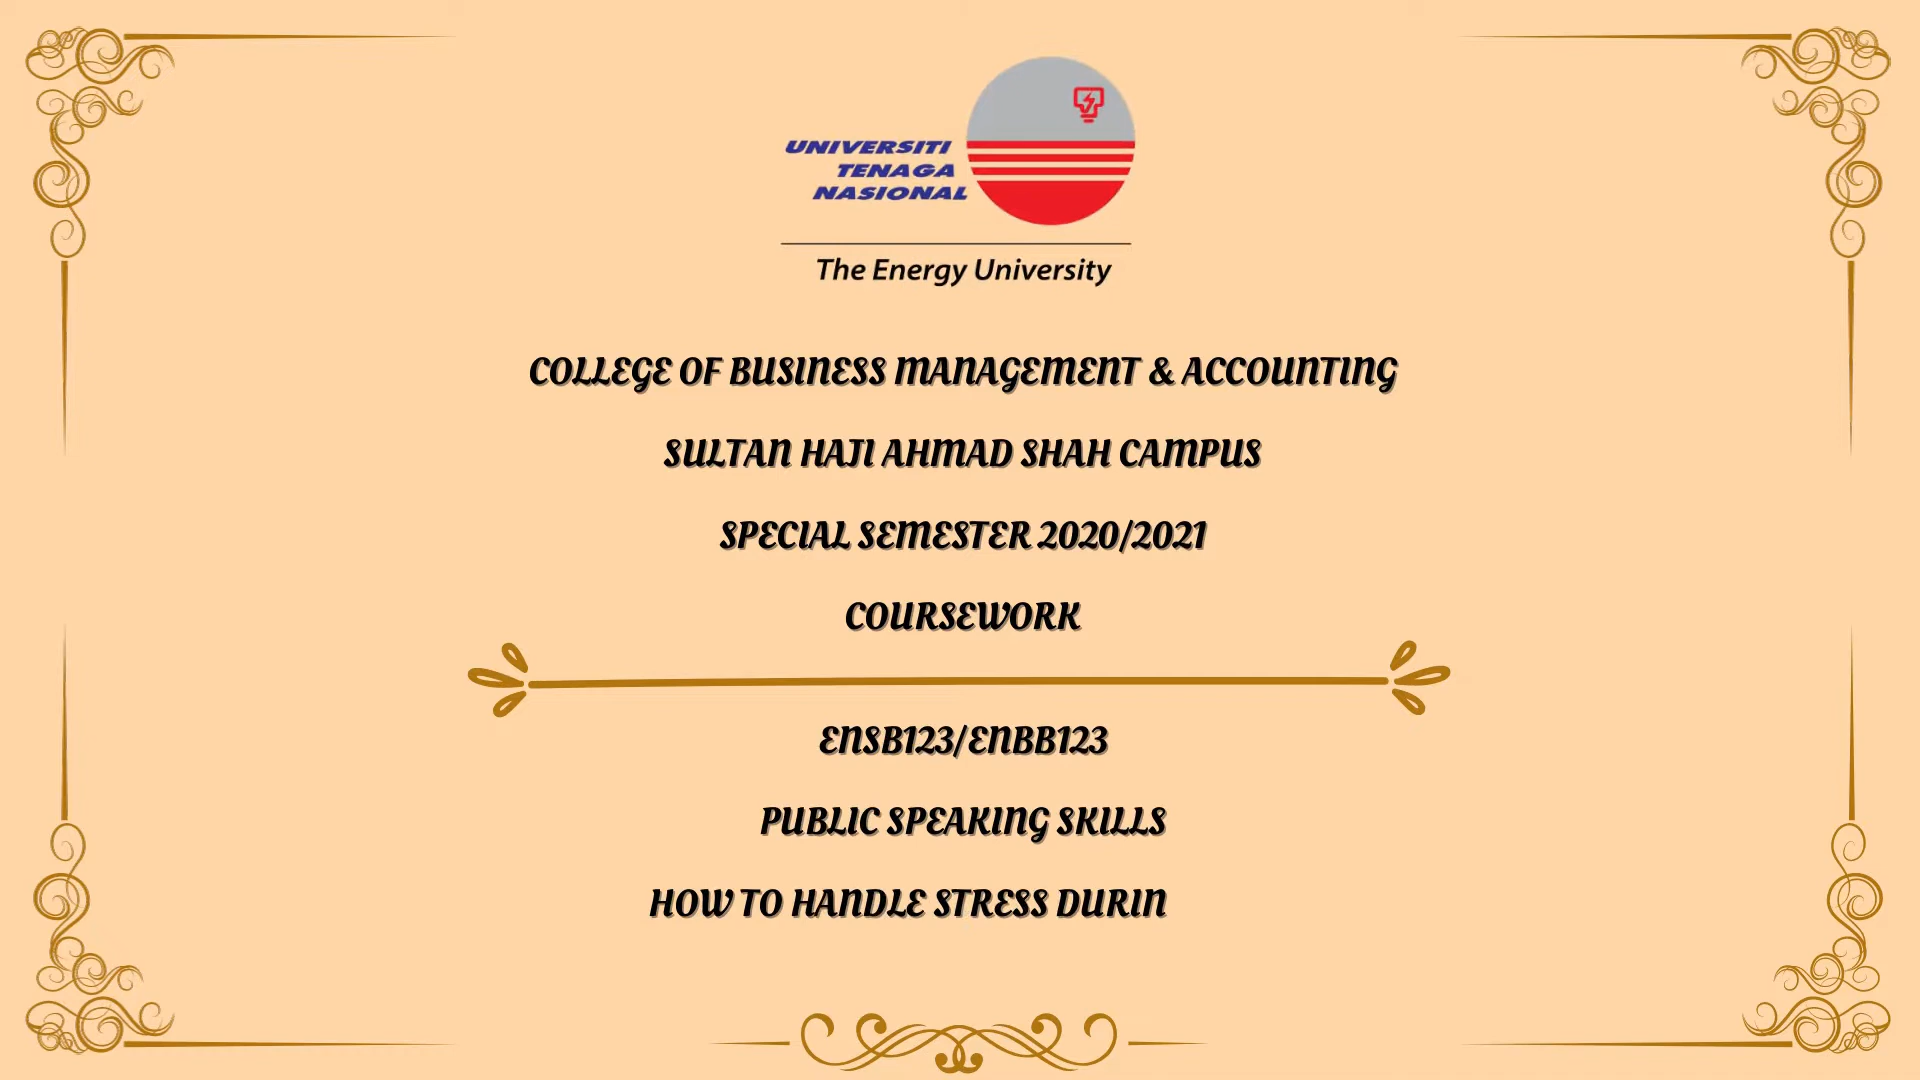 UNIVERSITI
TENAGA
NASIONAL
The Energy University
COLLEGE OF BUSINESS MANAGEMENT & ACCOUNTING
SULTAN HAJI AHMAD SHAH CAMPUS
SPECIAL SEMESTER 2020/2021
COURSEWORK
ENSB123/ENBB123
PUBLIC SPEAKING SKILLS
HOW TO HANDLE STRESS DURIN